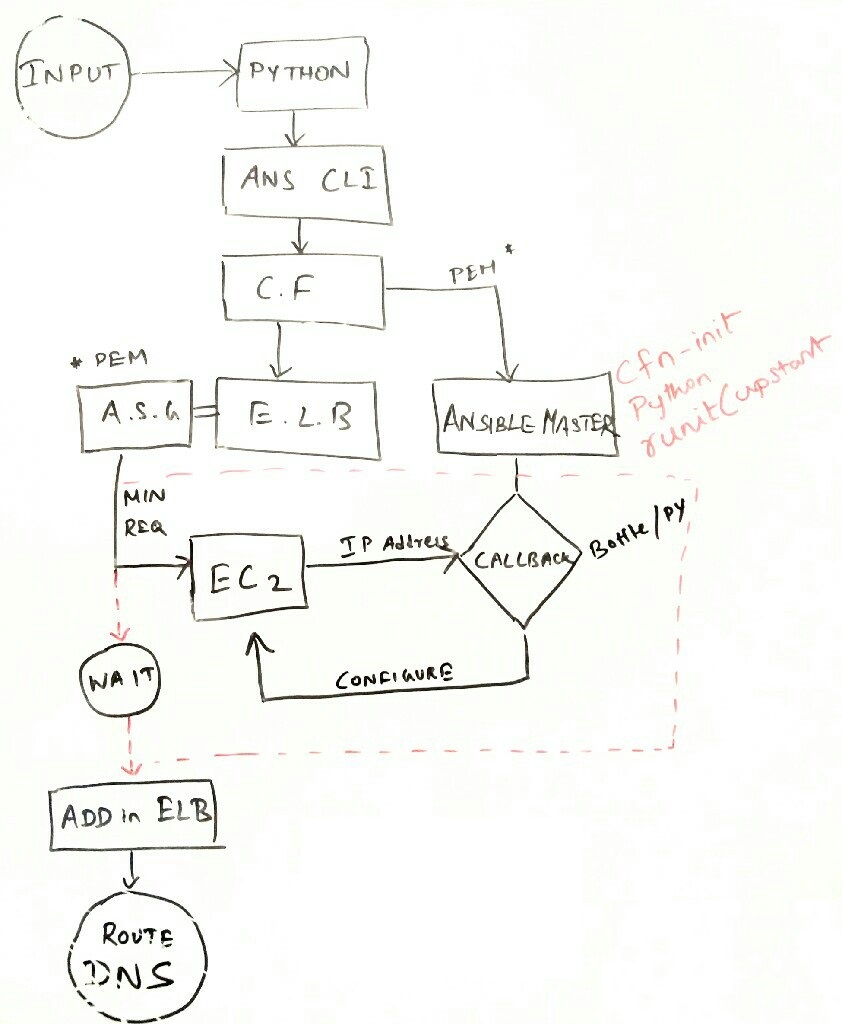 INPUT
PYTHON
ANS CLI
C.F
PEM *
* PEM
A.S.G
E.L.B
ANSIBLE MASTER
Cfn-init
Python
runit(upstart
MIN
REQ
EC2
IP Address
CALLBACK
Bottle/PY
WAIT
CONFIGURE
ADD in ELB
ROUTE
DNS